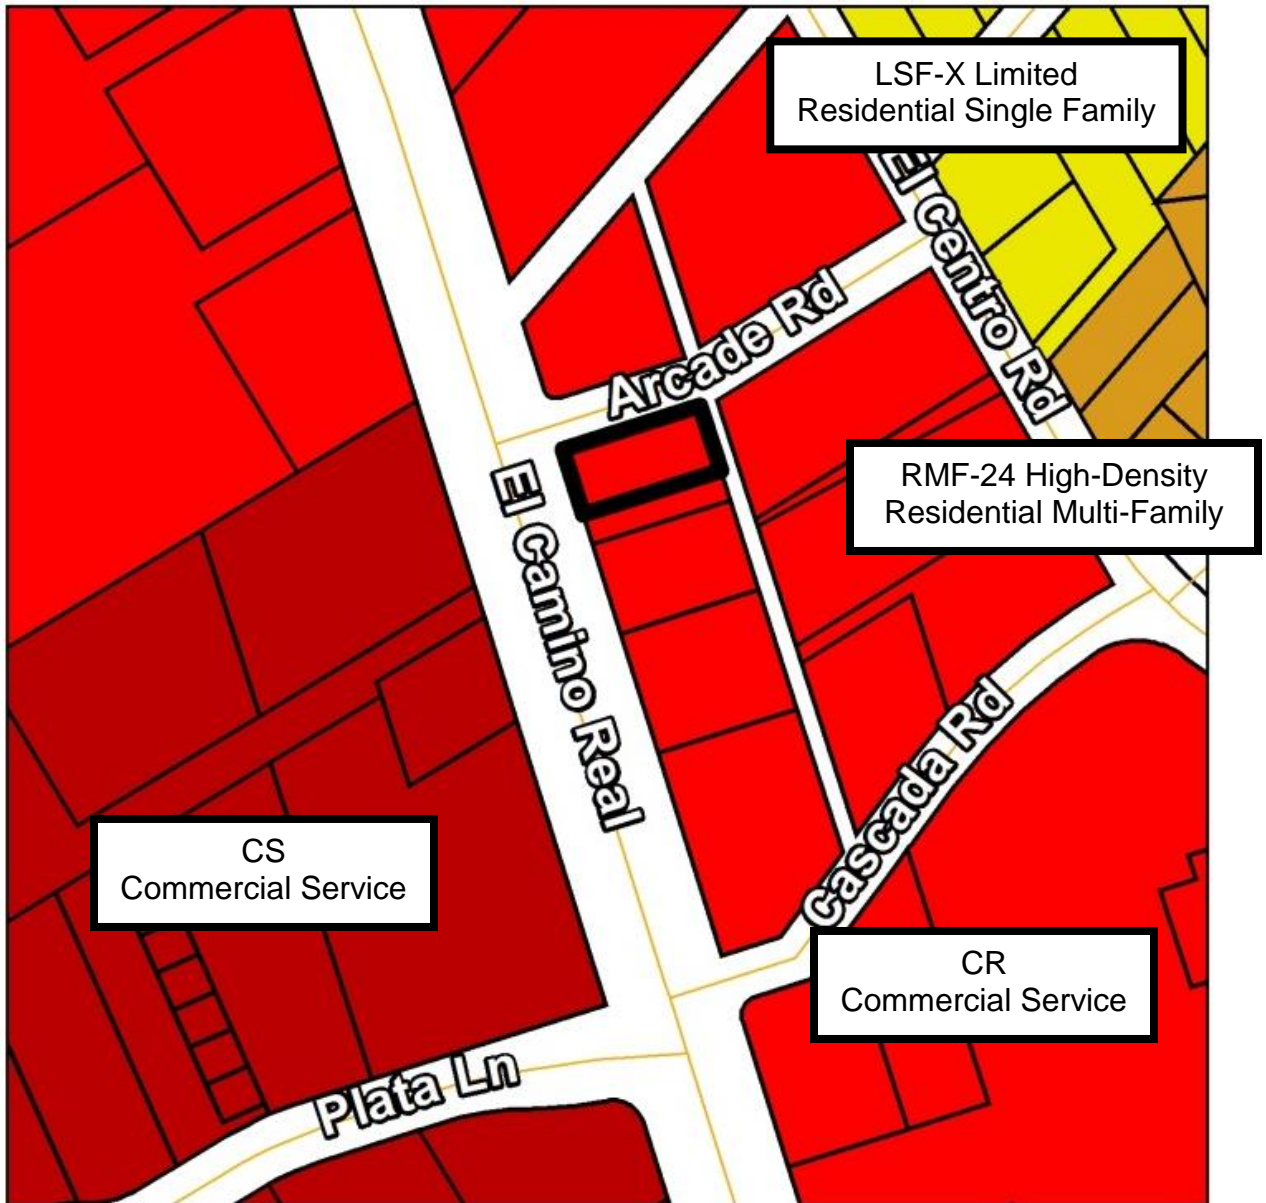 LSF-X Limited
Residential Single Family
El Centro Rd
Arcade Rd
RMF-24 High-Density
Residential Multi-Family
El Camino Real
Cascada Rd
CS
Commercial Service
CR
Commercial Service
Plata Ln